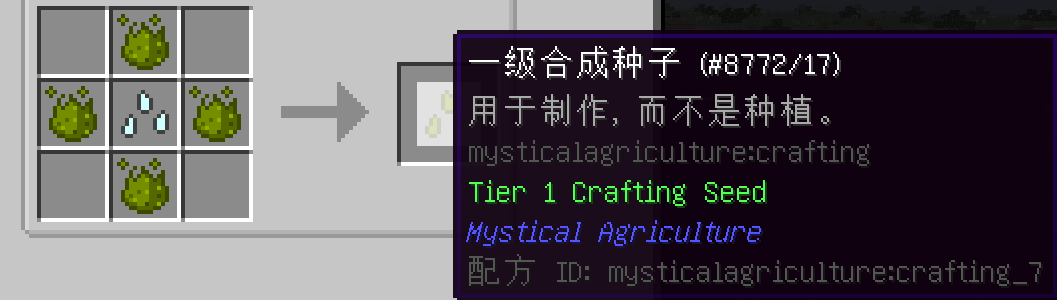 一级合成种子 (#8772/17)
用于制作, 而不是种植。
mysticalagriculture:crafting
Tier 1 Crafting Seed
Mystical Agriculture
配方 ID: mysticalagriculture:crafting_7